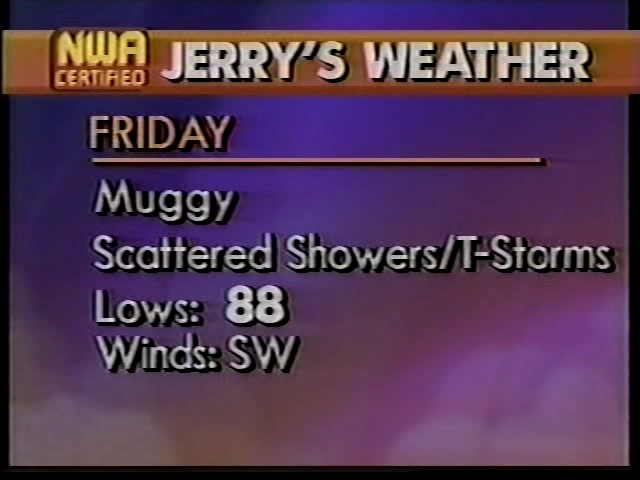 NWA
CERTIFIED
JERRY'S WEATHER
FRIDAY
Muggy
Scattered Showers/T-Storms
Lows: 88
Winds: SW